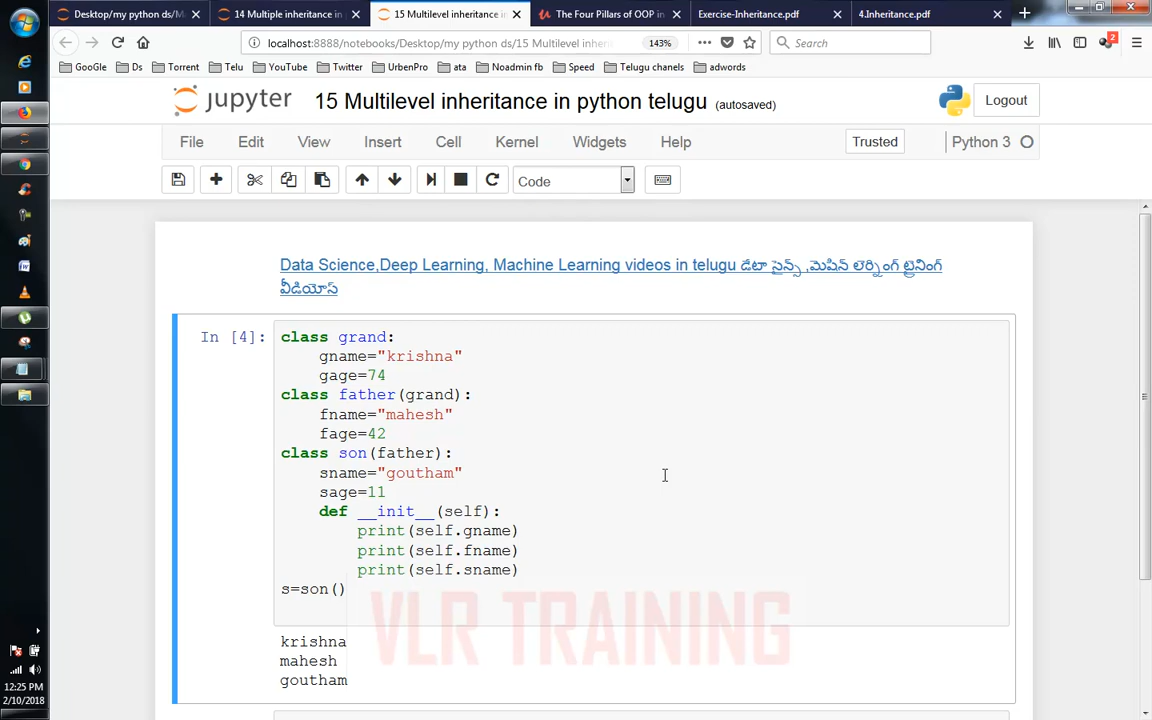 Desktop/my python ds/M
14 Multiple inheritance in
15 Multilevel inheritance in
The Four Pillars of OOP in
Exercise-Inheritance.pdf
4.Inheritance.pdf
localhost:8888/notebooks/Desktop/my python ds/15 Multilevel inher
143%
Search
2
GooGle
Ds
Torrent
Telu
YouTube
Twitter
UrbenPro
ata
Noadmin fb
Speed
Telugu chanels
adwords
jupyter
15 Multilevel inheritance in python telugu (autosaved)
Logout
File Edit View Insert Cell Kernel Widgets Help
Trusted
Python 3
Code
Data Science,Deep Learning, Machine Learning videos in telugu డేటా సైన్స్ ,మెషిన్ లెర్నింగ్ ట్రైనింగ్
వీడియోస్
In [4]:
class grand:
gname="krishna"
gage=74
class father(grand):
fname="mahesh"
fage=42
class son(father):
sname="goutham"
sage=11
def __init__(self):
print(self.gname)
print(self.fname)
print(self.sname)
s=son()
VLR TRAINING
krishna
mahesh
goutham
12:25 PM
2/10/2018